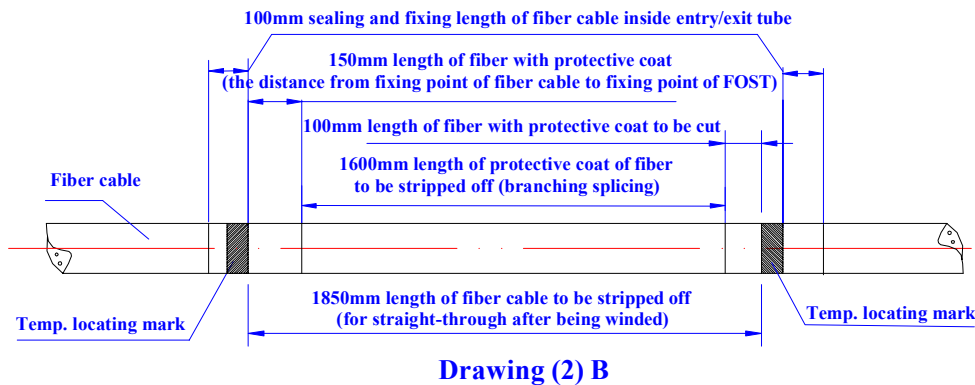 100mm sealing and fixing length of fiber cable inside entry/exit tube
150mm length of fiber with protective coat
(the distance from fixing point of fiber cable to fixing point of FOST)
100mm length of fiber with protective coat to be cut
1600mm length of protective coat of fiber
to be stripped off (branching splicing)
Fiber cable
1850mm length of fiber cable to be stripped off
(for straight-through after being winded)
Temp. locating mark
Temp. locating mark
Drawing (2) B